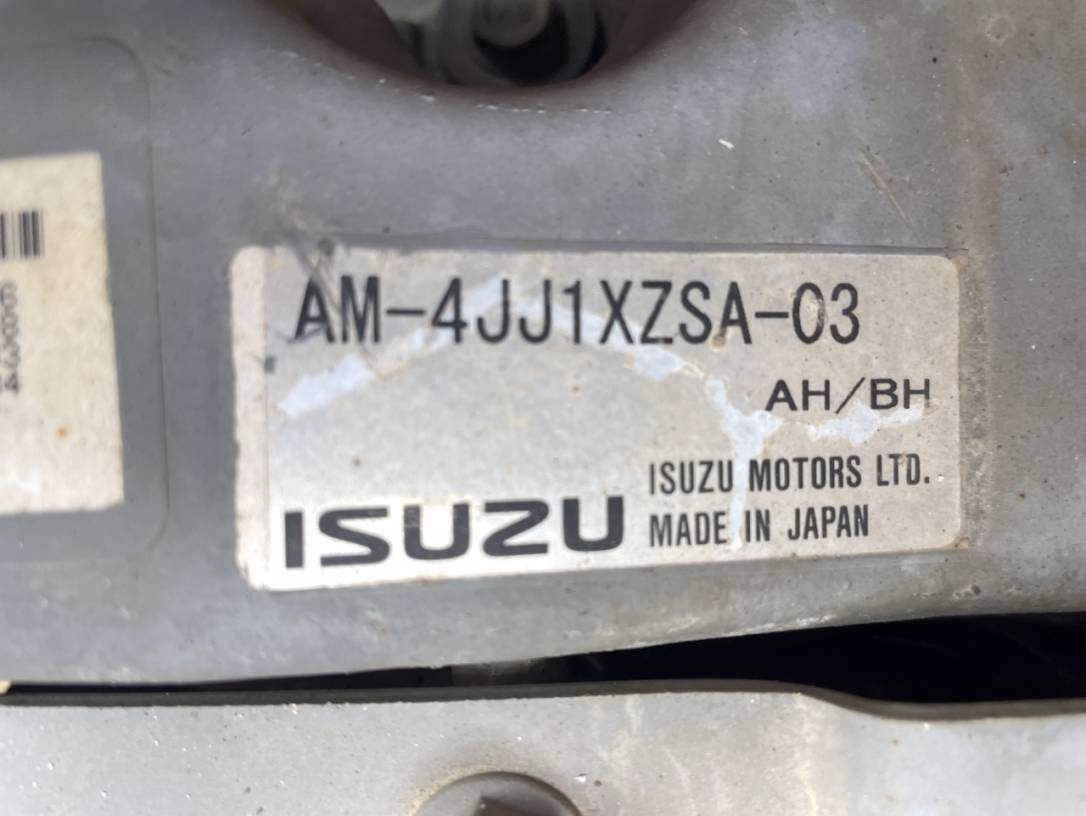 AM-4JJ1XZSA-03
AH/BH
ISUZU
ISUZU MOTORS LTD.
MADE IN JAPAN